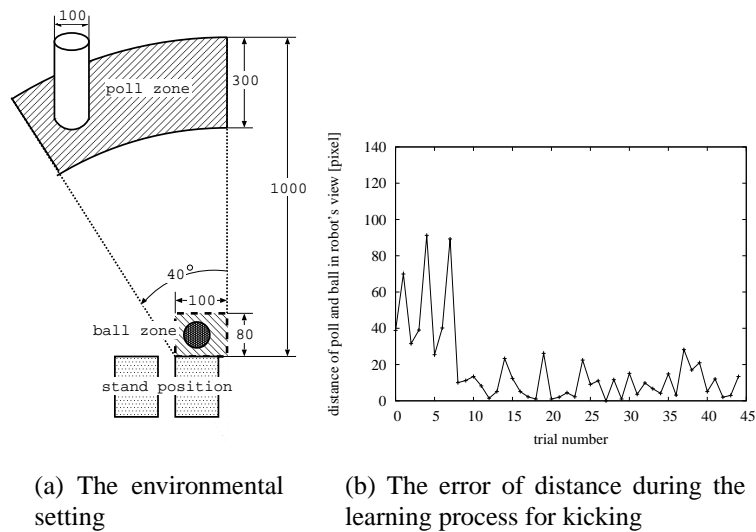 100
poll zone
300
1000
40°
100
ball zone
80
stand position
distance of poll and ball in robot's view [pixel]
140
120
100
80
60
40
20
0
0 5 10 15 20 25 30 35 40 45
trial number
(a) The environmental
setting
(b) The error of distance during the
learning process for kicking